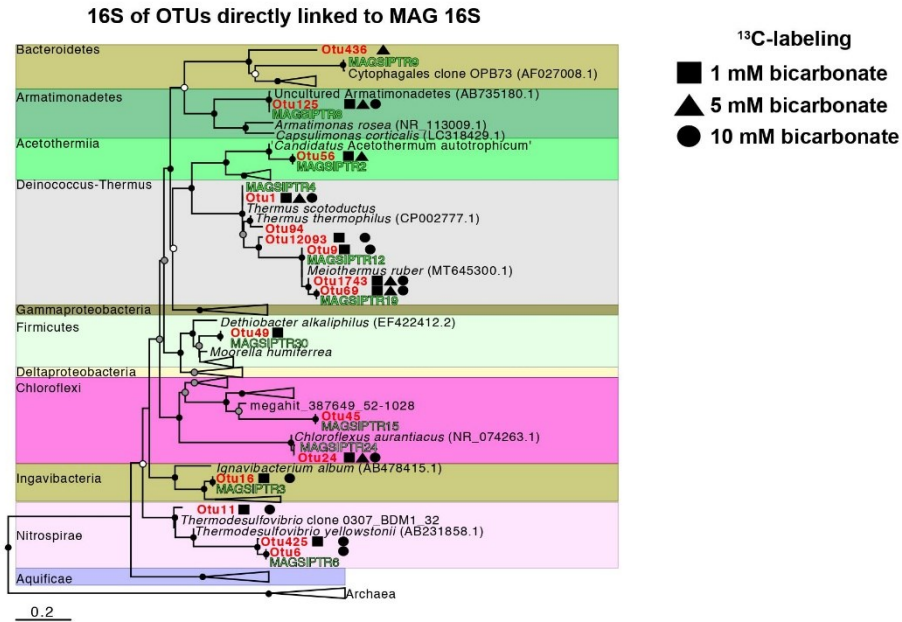 16S of OTUs directly linked to MAG 16S
13C-labeling
1 mM bicarbonate
5 mM bicarbonate
10 mM bicarbonate
Bacteroidetes
Otu436
MAGSIPTR9
Cytophagales clone OPB73 (AF027008.1)
Armatimonadetes
Uncultured Armatimonadetes (AB735180.1)
Otu125
Armatimonas rosea (NR_113009.1)
Capsulimonas corticalis (LC318429.1)
Acetothermiia
'Candidatus Acetothermum autotrophicum'
Otu56
MAGSIPTR2
Deinococcus-Thermus
MAGSIPTR4
Otu1
Thermus scotoductus
Thermus thermophilus (CP002777.1)
Otu94
Otu12093
Otu9
MAGSIPTR12
Meiothermus ruber (MT645300.1)
Otu1743
Otu69
MAGSIPTR19
Gammaproteobacteria
Firmicutes
Dethiobacter alkaliphilus (EF422412.2)
Otu49
MAGSIPTR30
Moorella humiferrea
Deltaproteobacteria
Chloroflexi
megahit_387649_52-1028
Otu45
MAGSIPTR15
Chloroflexus aurantiacus (NR_074263.1)
MAGSIPTR24
Otu24
Ingavibacteria
Ignavibacterium album (AB478415.1)
Otu16
MAGSIPTR3
Nitrospirae
Otu11
Thermodesulfovibrio clone 0307_BDM1_32
Thermodesulfovibrio yellowstonii (AB231858.1)
Otu425
Otu6
MAGSIPTR6
Aquificae
Archaea
0.2